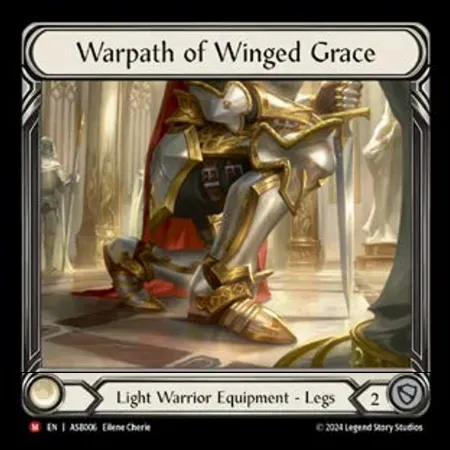 Warpath of Winged Grace
Light Warrior Equipment - Legs
2
M EN | ASB006 Eilene Cherie
© 2024 Legend Story Studios